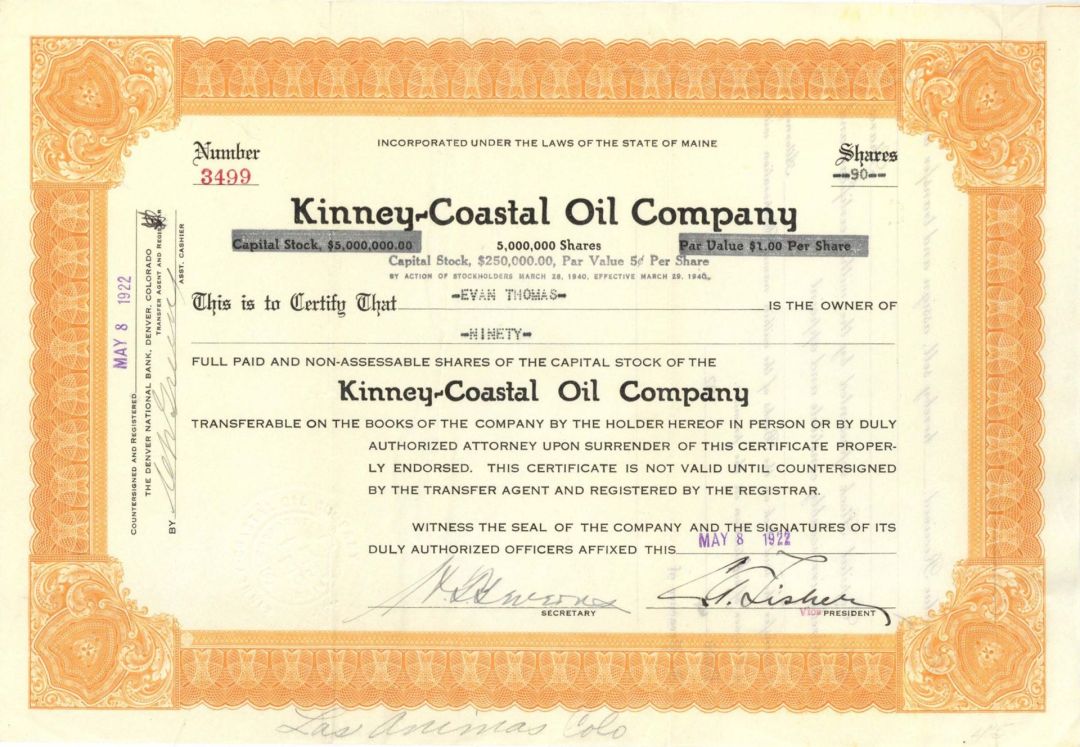 INCORPORATED UNDER THE LAWS OF THE STATE OF MAINE
Number
3499
Shares
--90--
Kinney-Coastal Oil Company
Capital Stock, $5,000,000.00 5,000,000 Shares Par Value $1.00 Per Share
Capital Stock, $250,000.00, Par Value 5¢ Per Share
BY ACTION OF STOCKHOLDERS MARCH 28, 1940, EFFECTIVE MARCH 29, 1940.
This is to Certify That -EVAN THOMAS- IS THE OWNER OF
-NINETY-
FULL PAID AND NON-ASSESSABLE SHARES OF THE CAPITAL STOCK OF THE
Kinney-Coastal Oil Company
TRANSFERABLE ON THE BOOKS OF THE COMPANY BY THE HOLDER HEREOF IN PERSON OR BY DULY
AUTHORIZED ATTORNEY UPON SURRENDER OF THIS CERTIFICATE PROPER-
LY ENDORSED. THIS CERTIFICATE IS NOT VALID UNTIL COUNTERSIGNED
BY THE TRANSFER AGENT AND REGISTERED BY THE REGISTRAR.
WITNESS THE SEAL OF THE COMPANY AND THE SIGNATURES OF ITS
DULY AUTHORIZED OFFICERS AFFIXED THIS MAY 8 1922
SECRETARY
Fisher
Vice PRESIDENT
MAY 8 1922
COUNTERSIGNED AND REGISTERED
THE DENVER NATIONAL BANK, DENVER, COLORADO
TRANSFER AGENT AND REGISTRAR
BY
ASST. CASHIER
Las Animas Colo
45